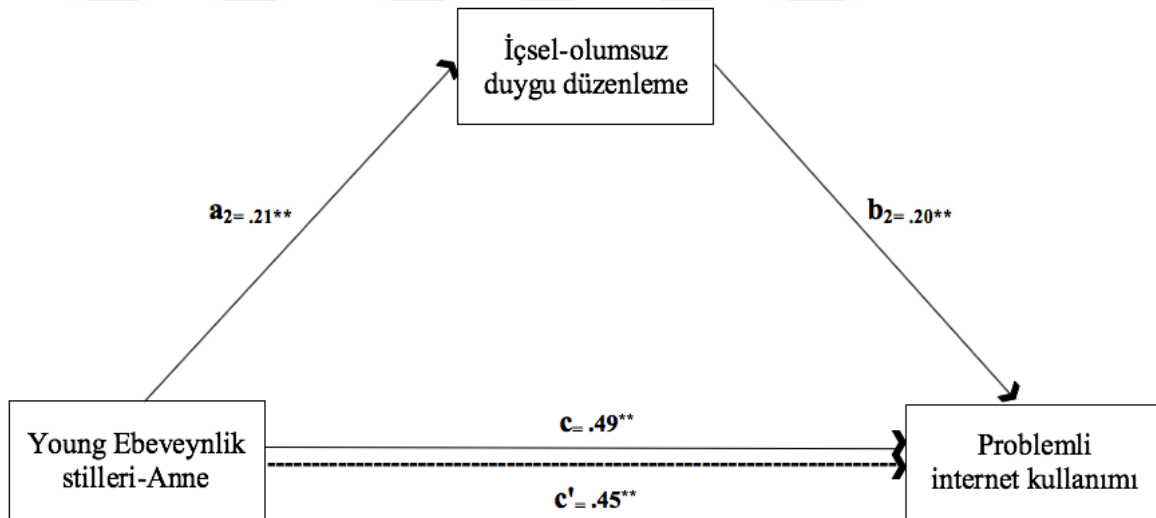 İçsel-olumsuz
duygu düzenleme
a2= .21**
b2= .20**
Young Ebeveynlik
stilleri-Anne
c= .49**
c'= .45**
Problemli
internet kullanımı